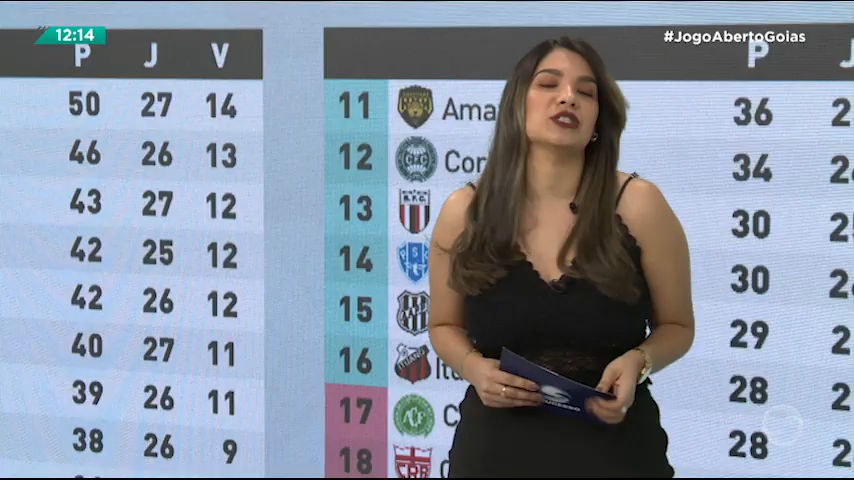 12:14
#JogoAbertoGoias
P J V
P J
50 27 14
11 Ama 36
46 26 13
12 Cor 34
43 27 12
13 30
42 25 12
14 30
42 26 12
15 29
40 27 11
16 Itua 28
39 26 11
17 C 28
38 26 9
18